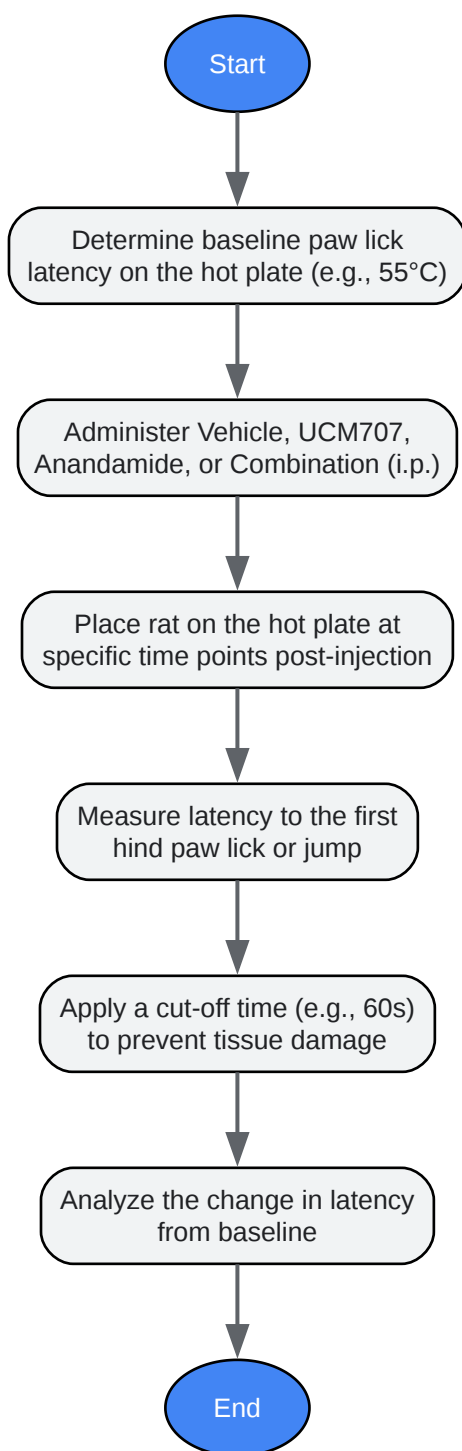 Start
Determine baseline paw lick
latency on the hot plate (e.g., 55°C)
Administer Vehicle, UCM707,
Anandamide, or Combination (i.p.)
Place rat on the hot plate at
specific time points post-injection
Measure latency to the first
hind paw lick or jump
Apply a cut-off time (e.g., 60s)
to prevent tissue damage
Analyze the change in latency
from baseline
End